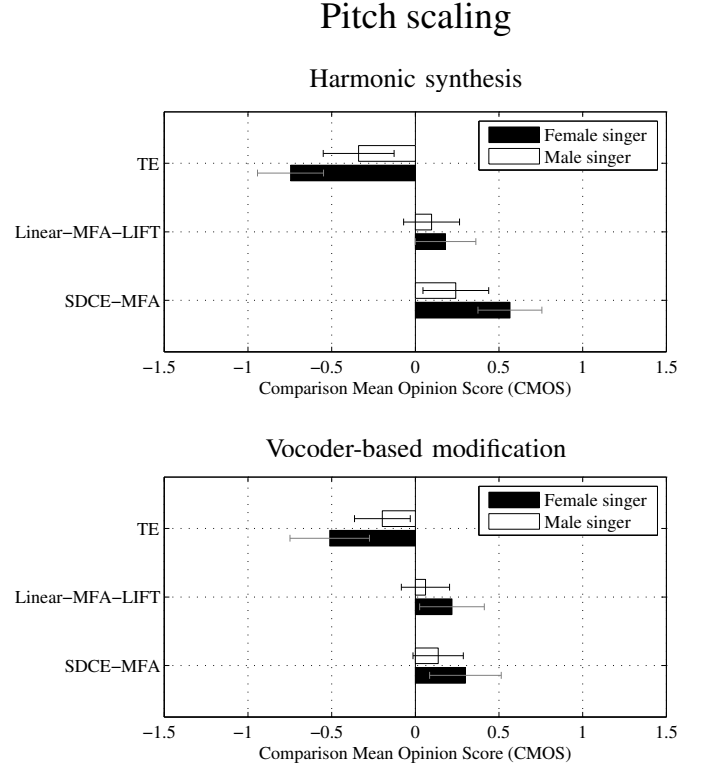 Pitch scaling
Harmonic synthesis
Female singer
Male singer
TE
Linear−MFA−LIFT
SDCE−MFA
−1.5 −1 −0.5 0 0.5 1 1.5
Comparison Mean Opinion Score (CMOS)
Vocoder-based modification
Female singer
Male singer
TE
Linear−MFA−LIFT
SDCE−MFA
−1.5 −1 −0.5 0 0.5 1 1.5
Comparison Mean Opinion Score (CMOS)